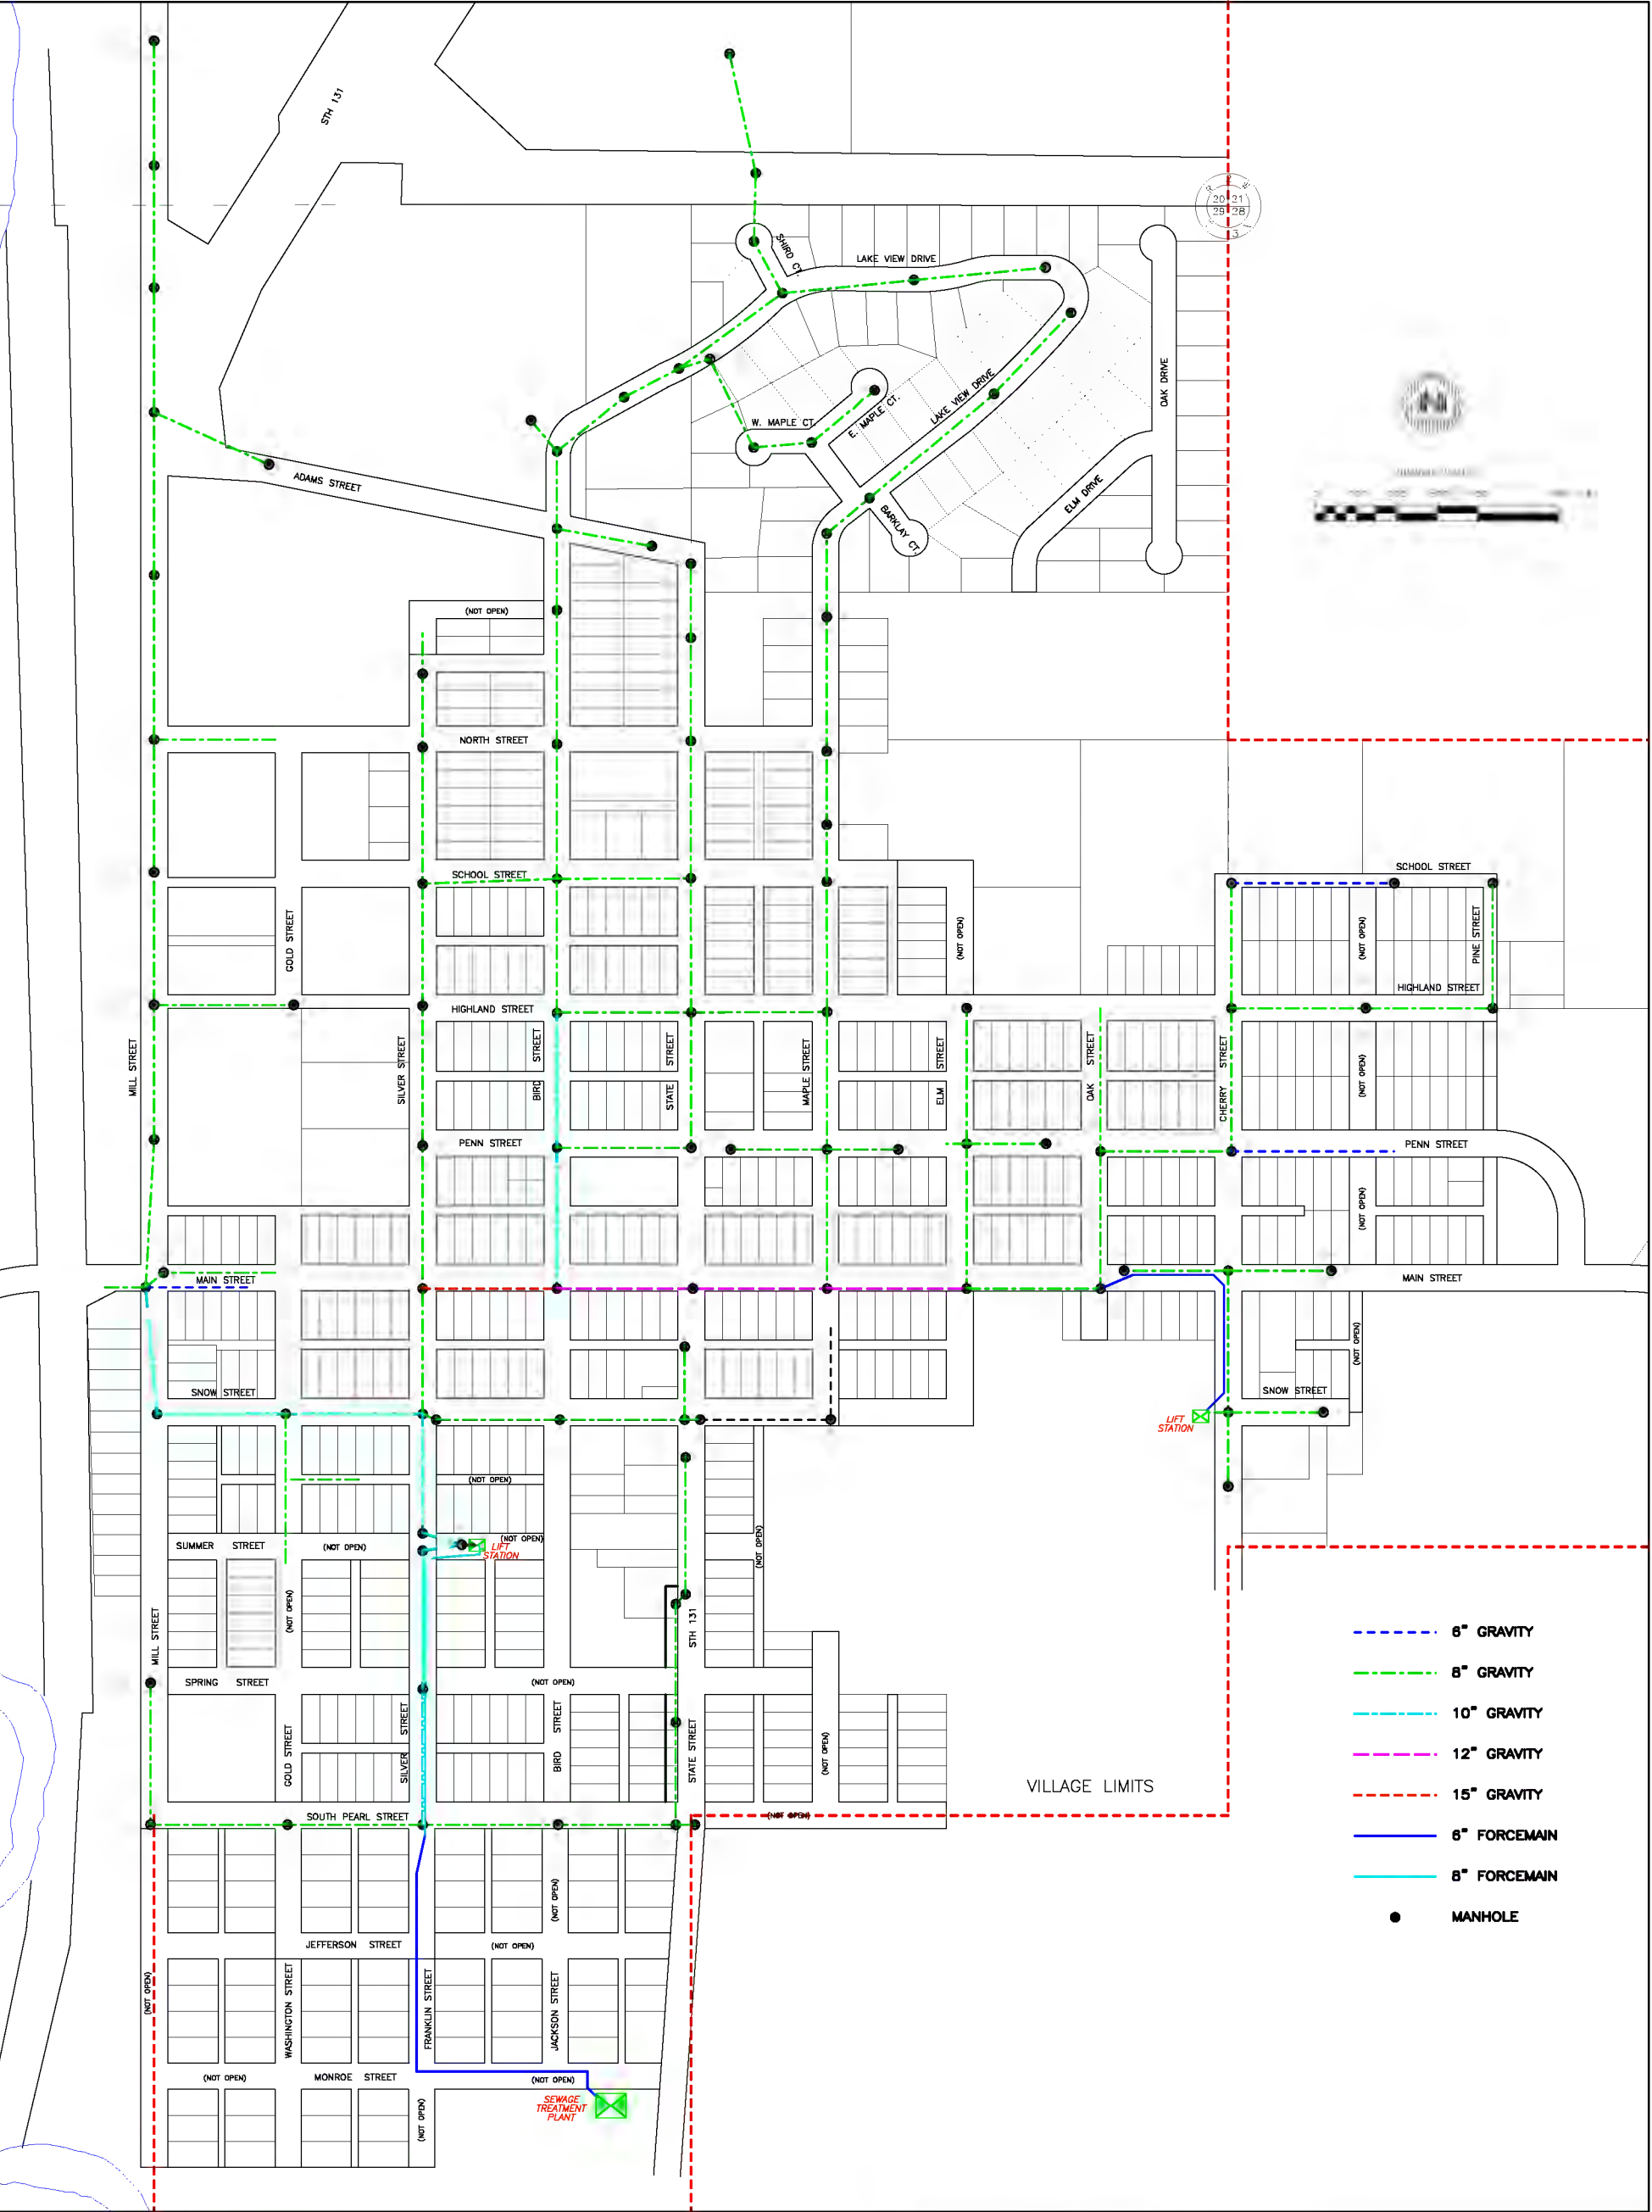 STH 131
20 21
29 28
SHIRD CT.
LAKE VIEW DRIVE
OAK DRIVE
N
LAKE VIEW DRIVE
E. MAPLE CT.
W. MAPLE CT.
ADAMS STREET
ELM DRIVE
BARKLAY CT.
(NOT OPEN)
NORTH STREET
SCHOOL STREET
SCHOOL STREET
GOLD STREET
(NOT OPEN)
(NOT OPEN)
PINE STREET
HIGHLAND STREET
HIGHLAND STREET
MILL STREET
SILVER STREET
BIRD STREET
STATE STREET
MAPLE STREET
ELM STREET
OAK STREET
CHERRY STREET
(NOT OPEN)
PENN STREET
PENN STREET
(NOT OPEN)
MAIN STREET
MAIN STREET
(NOT OPEN)
SNOW STREET
SNOW STREET
LIFT
STATION
(NOT OPEN)
SUMMER STREET
(NOT OPEN)
(NOT OPEN)
LIFT
STATION
(NOT OPEN)
(NOT OPEN)
MILL STREET
STH 131
6" GRAVITY
8" GRAVITY
SPRING STREET
(NOT OPEN)
10" GRAVITY
GOLD STREET
SILVER STREET
BIRD STREET
STATE STREET
(NOT OPEN)
12" GRAVITY
VILLAGE LIMITS
15" GRAVITY
SOUTH PEARL STREET
(NOT OPEN)
6" FORCEMAIN
8" FORCEMAIN
(NOT OPEN)
MANHOLE
JEFFERSON STREET
(NOT OPEN)
(NOT OPEN)
WASHINGTON STREET
FRANKLIN STREET
JACKSON STREET
(NOT OPEN)
MONROE STREET
(NOT OPEN)
(NOT OPEN)
SEWAGE
TREATMENT
PLANT